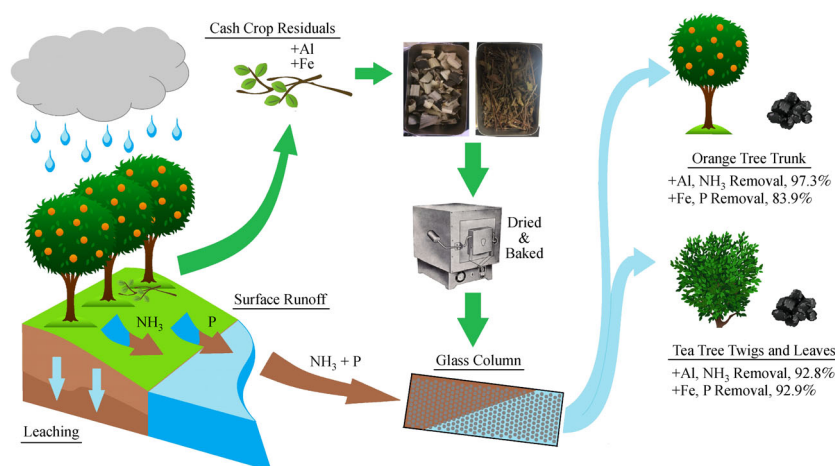 Cash Crop Residuals
+Al
+Fe
Dried
&
Baked
Surface Runoff
NH₃
P
NH₃ + P
Glass Column
Leaching
Orange Tree Trunk
+Al, NH₃ Removal, 97.3%
+Fe, P Removal, 83.9%
Tea Tree Twigs and Leaves
+Al, NH₃ Removal, 92.8%
+Fe, P Removal, 92.9%